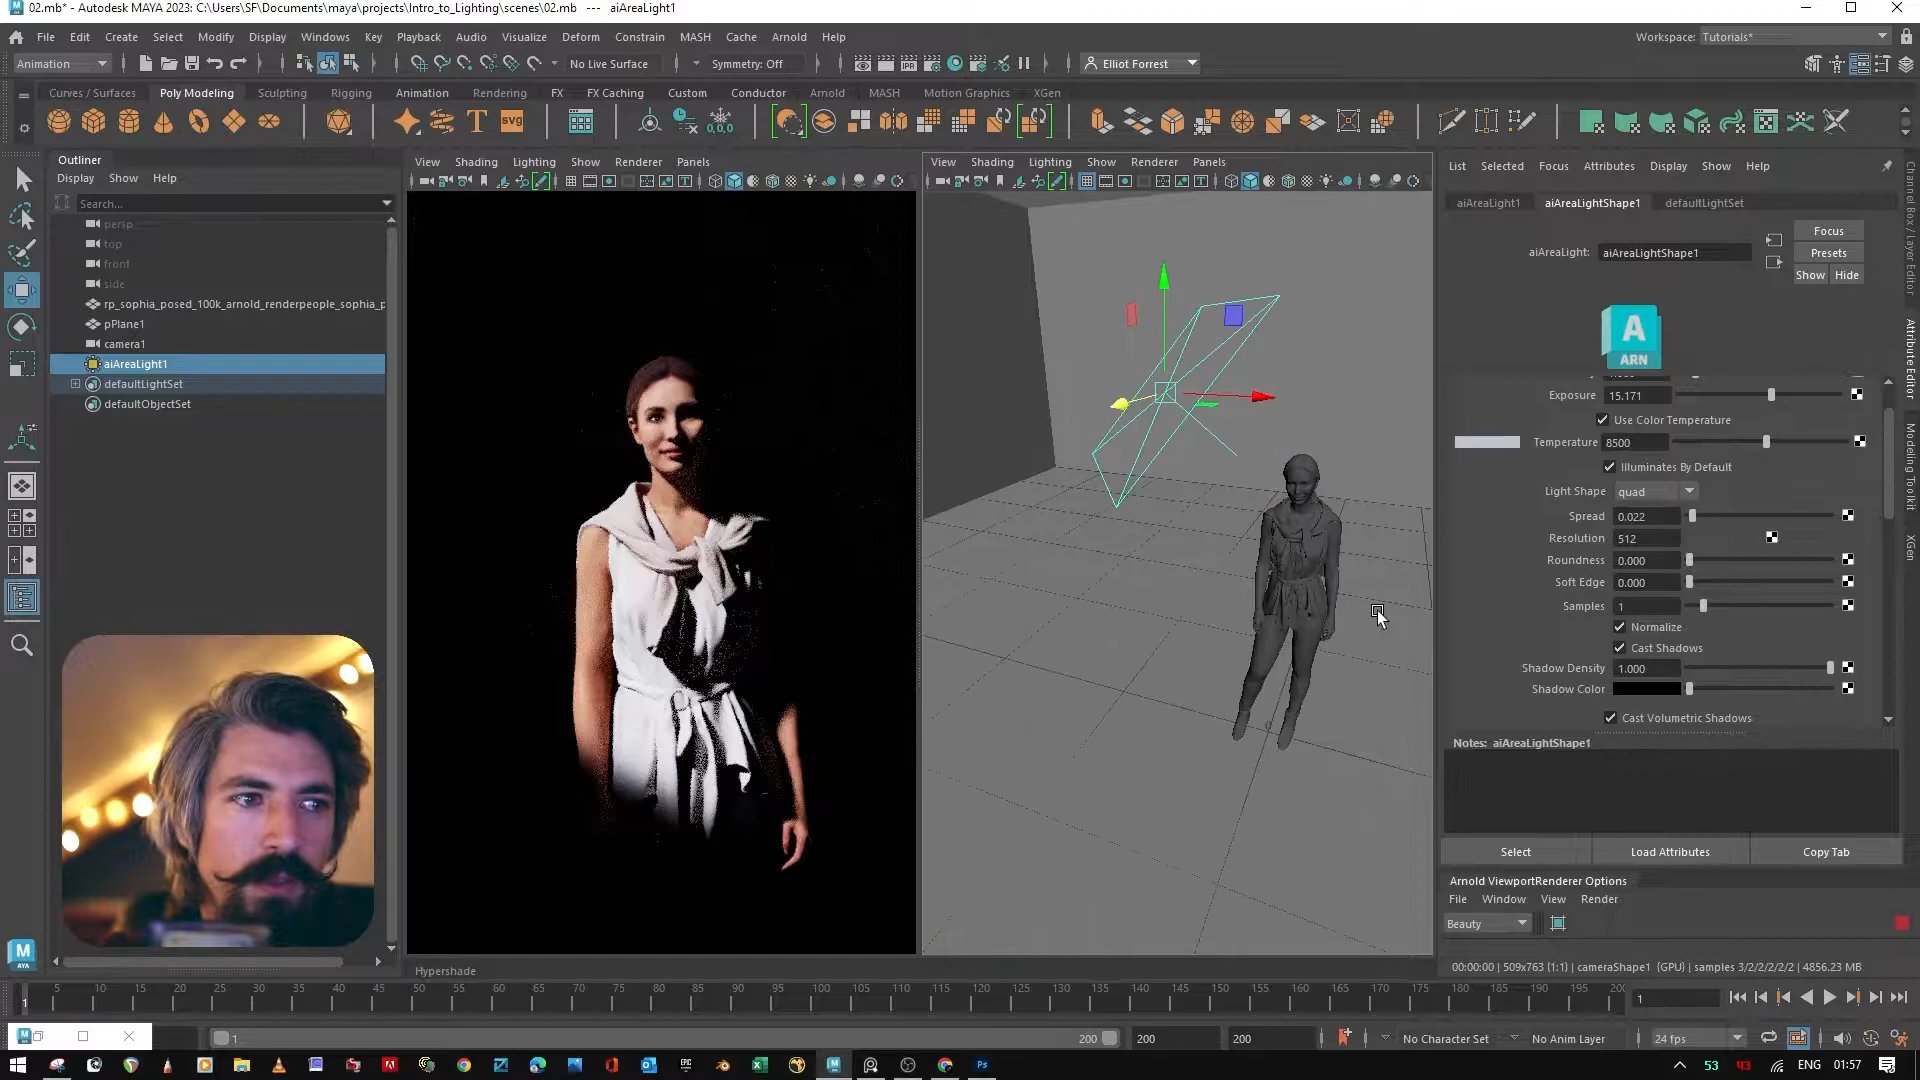 02.mb* - Autodesk MAYA 2023: C:\Users\SF\Documents\maya\projects\Intro_to_Lighting\scenes\02.mb --- aiAreaLight1
File Edit Create Select Modify Display Windows Key Playback Audio Visualize Deform Constrain MASH Cache Arnold Help
Workspace: Tutorials*
Animation
No Live Surface
Symmetry: Off
Elliot Forrest
Curves / Surfaces Poly Modeling Sculpting Rigging Animation Rendering FX FX Caching Custom Conductor Arnold MASH Motion Graphics XGen
T svg 0,0,0
Outliner
Display Show Help
Search...
persp
top
front
side
rp_sophia_posed_100k_arnold_renderpeople_sophia_p
pPlane1
camera1
aiAreaLight1
defaultLightSet
defaultObjectSet
View Shading Lighting Show Renderer Panels
View Shading Lighting Show Renderer Panels
List Selected Focus Attributes Display Show Help
aiAreaLight1 aiAreaLightShape1 defaultLightSet
Focus
aiAreaLight: aiAreaLightShape1
Presets
Show Hide
A
ARN
Exposure 15.171
Use Color Temperature
Temperature 8500
Illuminates By Default
Light Shape quad
Spread 0.022
Resolution 512
Roundness 0.000
Soft Edge 0.000
Samples 1
Normalize
Cast Shadows
Shadow Density 1.000
Shadow Color
Cast Volumetric Shadows
Notes: aiAreaLightShape1
Select Load Attributes Copy Tab
Arnold ViewportRenderer Options
File Window View Render
Beauty
00:00:00 | 509x763 (1:1) | cameraShape1 {GPU} | samples 3/2/2/2/2/2 | 4856.23 MB
Channel Box / Layer Editor
Attribute Editor
Modeling Toolkit
XGen
M
AYA
Hypershade
5 10 15 20 25 30 35 40 45 50 55 60 65 70 75 80 85 90 95 100 105 110 115 120 125 130 135 140 145 150 155 160 165 170 175 180 185 190 195 20
1
1
1 200 200 200
No Character Set
No Anim Layer
24 fps
53 ENG 01:57